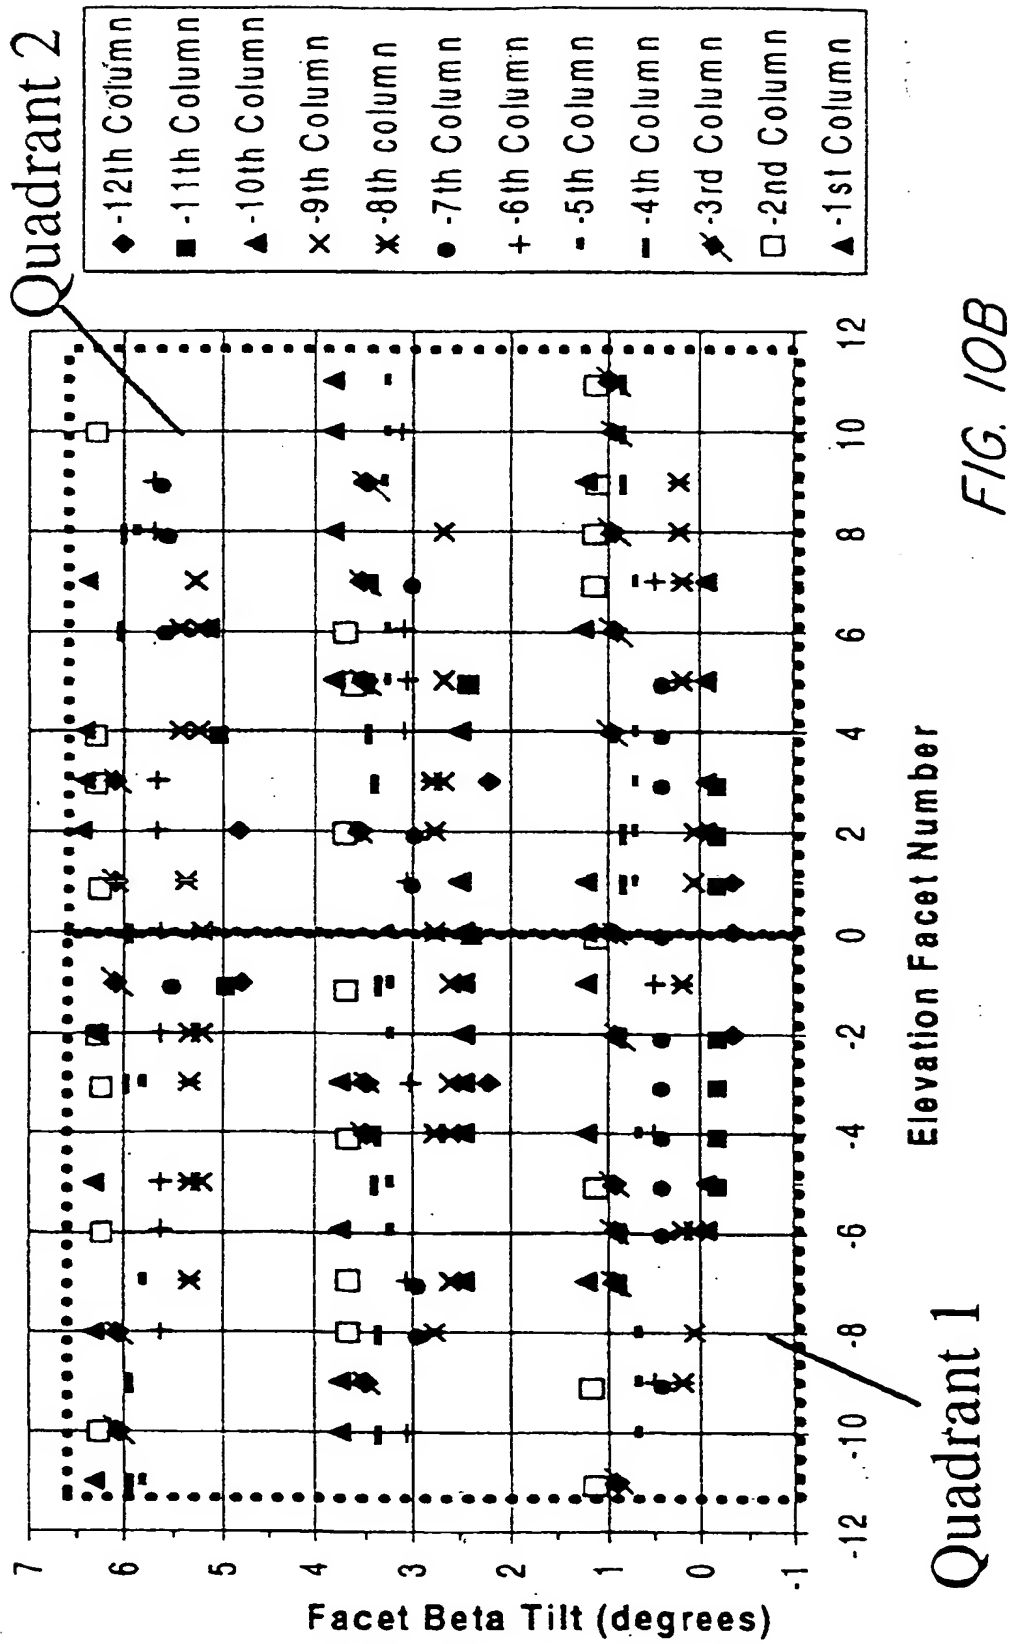 Quadrant 2
-12th Column
-11th Column
-10th Column
-9th Column
-8th column
-7th Column
-6th Column
-5th Column
-4th Column
-3rd Column
-2nd Column
-1st Column
7
6
5
4
3
2
1
0
-1
Facet Beta Tilt (degrees)
-12
-10
-8
-6
-4
-2
0
2
4
6
8
10
12
Elevation Facet Number
Quadrant 1
FIG. 10B